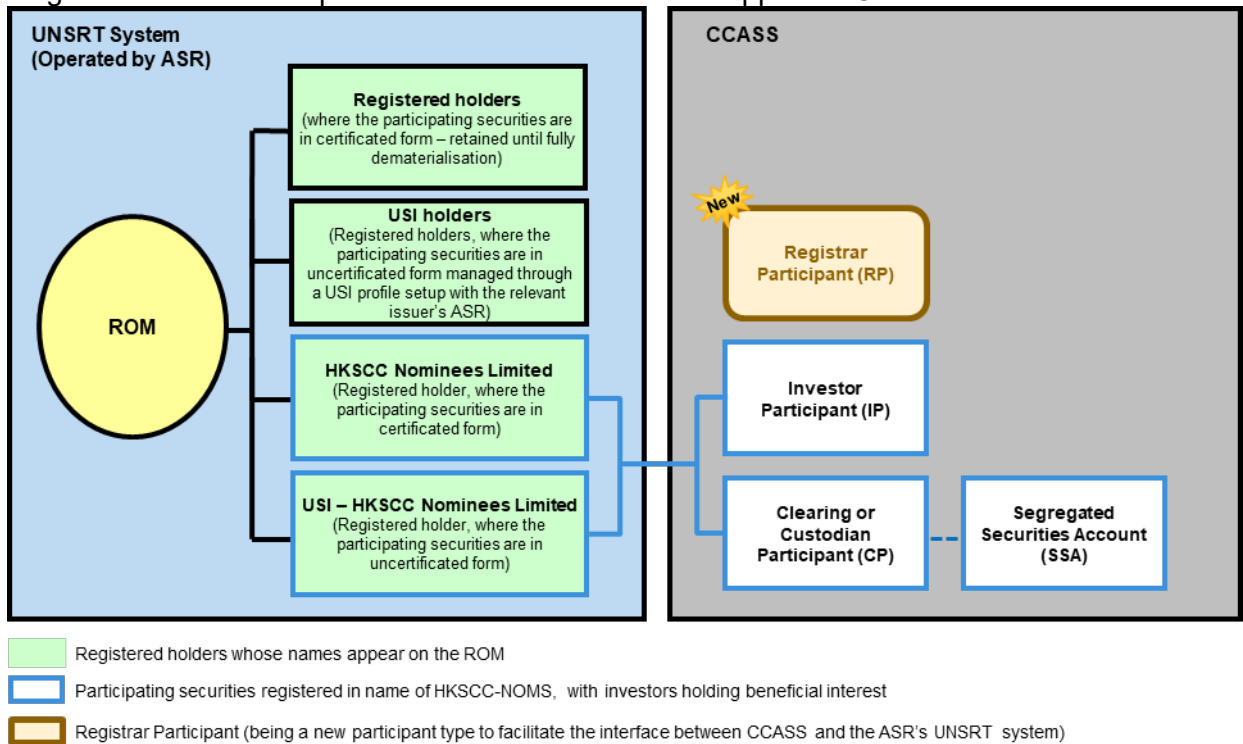 UNSRT System
(Operated by ASR)
CCASS
Registered holders
(where the participating securities are
in certificated form – retained until fully
dematerialisation)
USI holders
(Registered holders, where the
participating securities are in
uncertificated form managed through
a USI profile setup with the relevant
issuer's ASR)
ROM
HKSCC Nominees Limited
(Registered holder, where the
participating securities are in
certificated form)
USI – HKSCC Nominees Limited
(Registered holder, where the
participating securities are in
uncertificated form)
New
Registrar
Participant (RP)
Investor
Participant (IP)
Clearing or
Custodian
Participant (CP)
Segregated
Securities Account
(SSA)
Registered holders whose names appear on the ROM
Participating securities registered in name of HKSCC-NOMS, with investors holding beneficial interest
Registrar Participant (being a new participant type to facilitate the interface between CCASS and the ASR's UNSRT system)